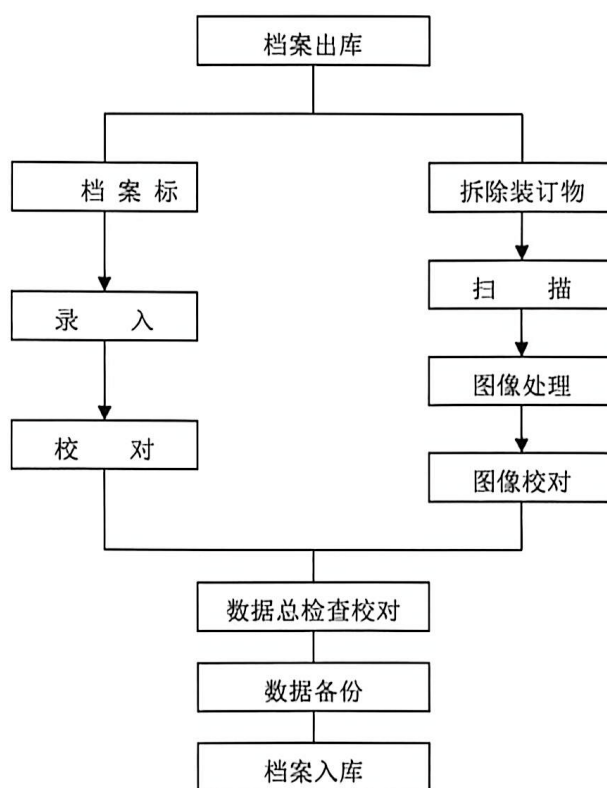 档案出库
档 案 标
拆除装订物
录 入
扫 描
校 对
图像处理
图像校对
数据总检查校对
数据备份
档案入库